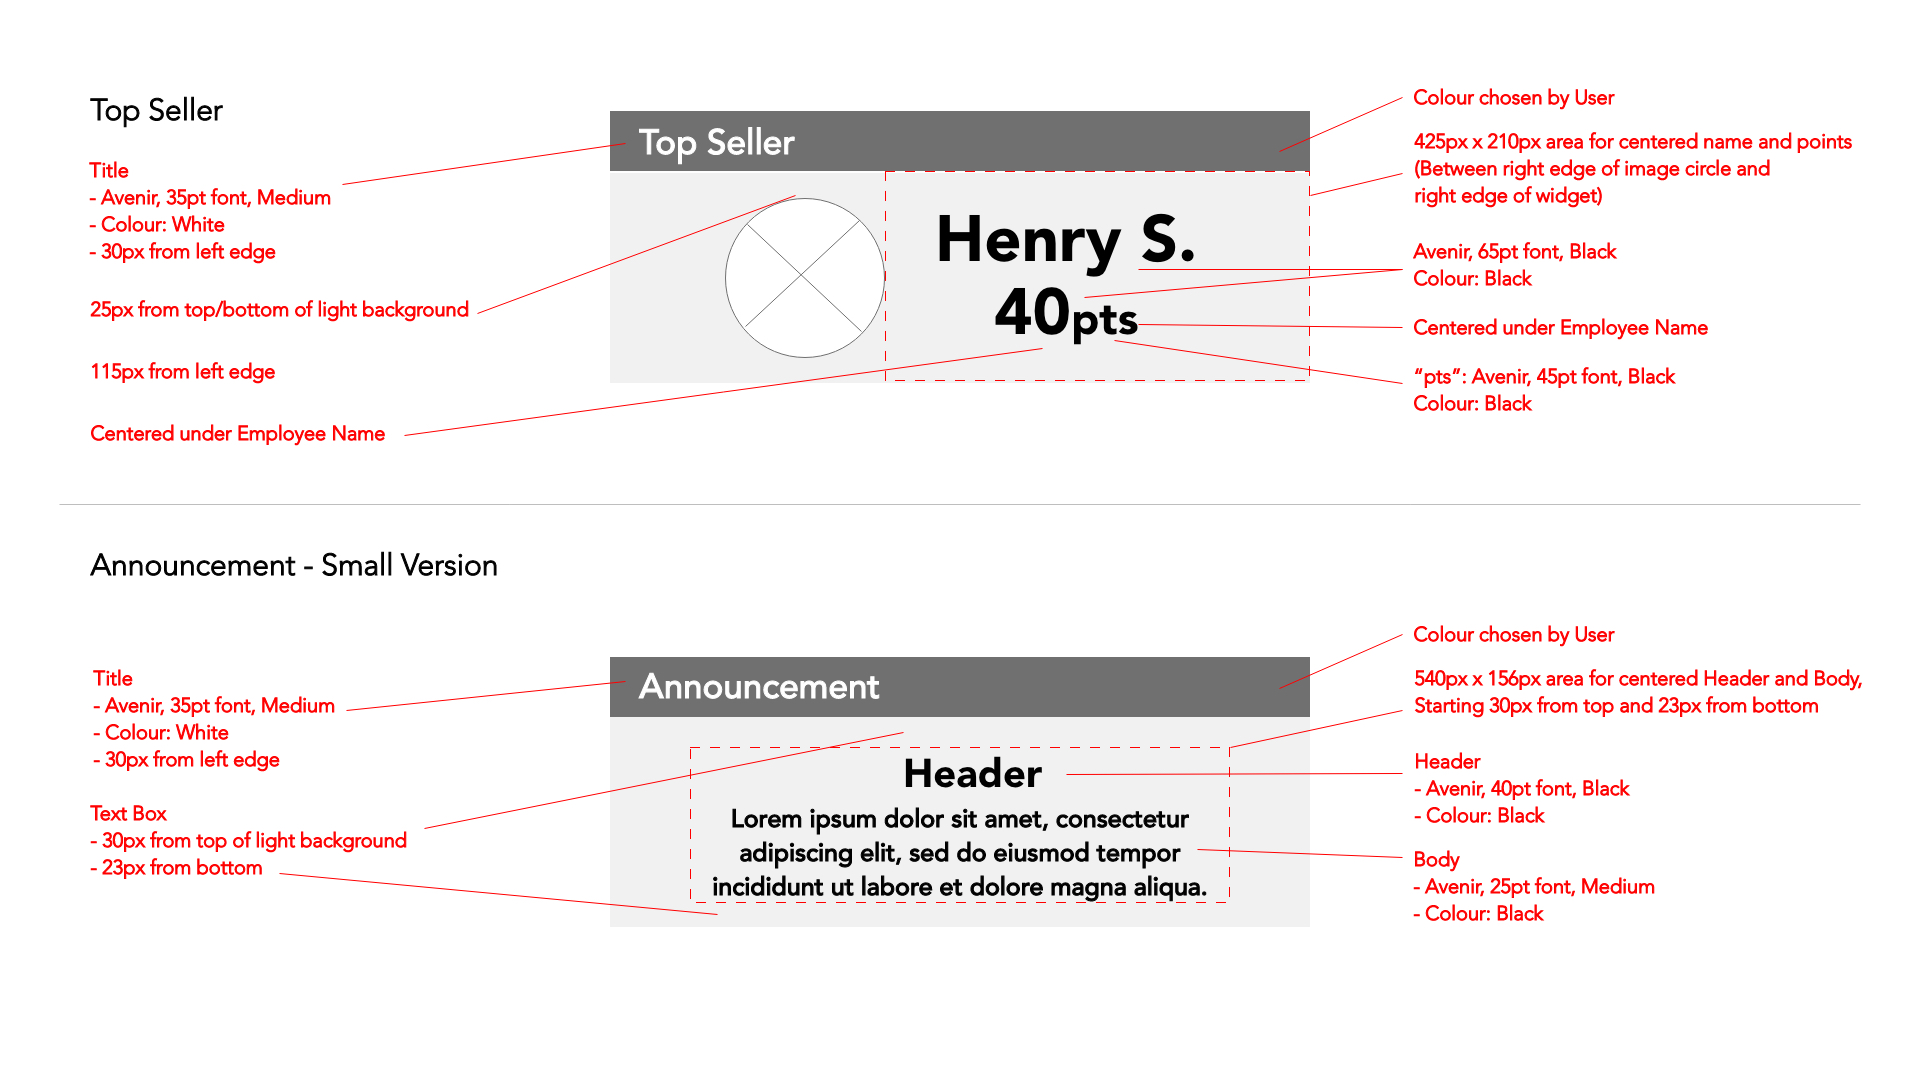 Top Seller
Title
- Avenir, 35pt font, Medium
- Colour: White
- 30px from left edge
25px from top/bottom of light background
115px from left edge
Centered under Employee Name
Top Seller
Henry S.
40pts
Colour chosen by User
425px x 210px area for centered name and points
(Between right edge of image circle and
right edge of widget)
Avenir, 65pt font, Black
Colour: Black
Centered under Employee Name
“pts”: Avenir, 45pt font, Black
Colour: Black
Announcement - Small Version
Title
- Avenir, 35pt font, Medium
- Colour: White
- 30px from left edge
Text Box
- 30px from top of light background
- 23px from bottom
Announcement
Header
Lorem ipsum dolor sit amet, consectetur
adipiscing elit, sed do eiusmod tempor
incididunt ut labore et dolore magna aliqua.
Colour chosen by User
540px x 156px area for centered Header and Body,
Starting 30px from top and 23px from bottom
Header
- Avenir, 40pt font, Black
- Colour: Black
Body
- Avenir, 25pt font, Medium
- Colour: Black